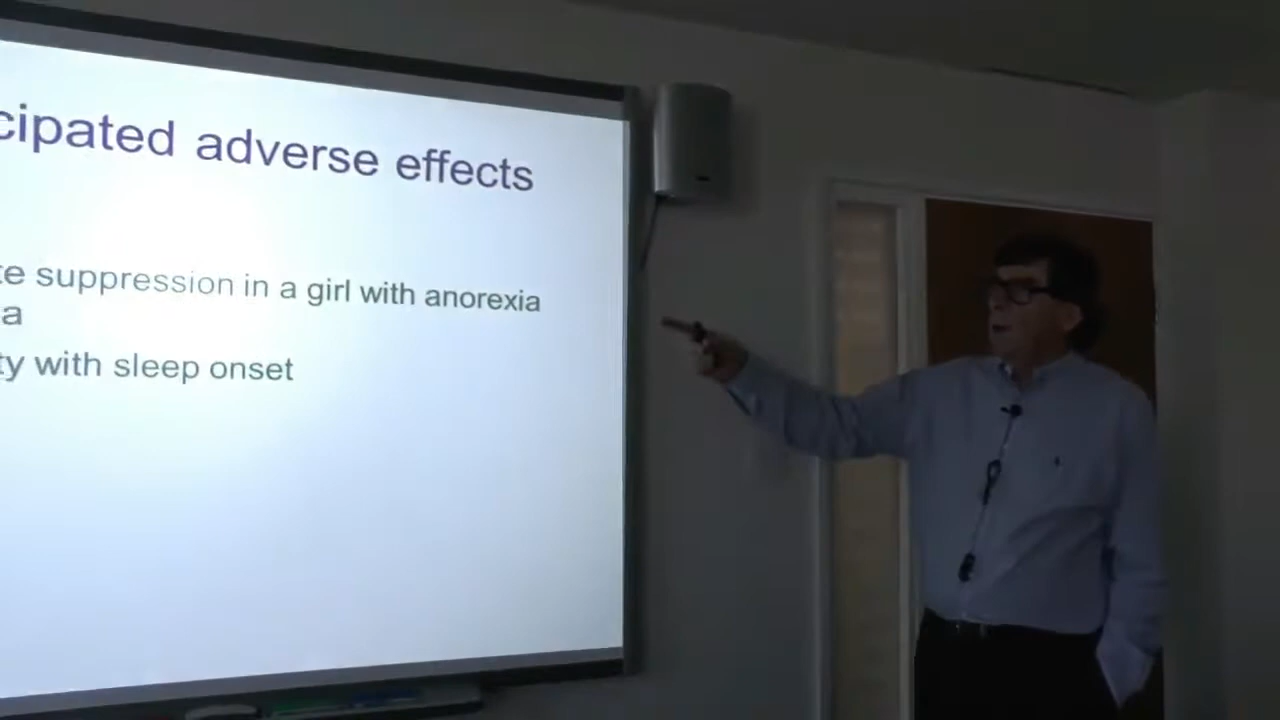 cipated adverse effects
te suppression in a girl with anorexia
a
ty with sleep onset